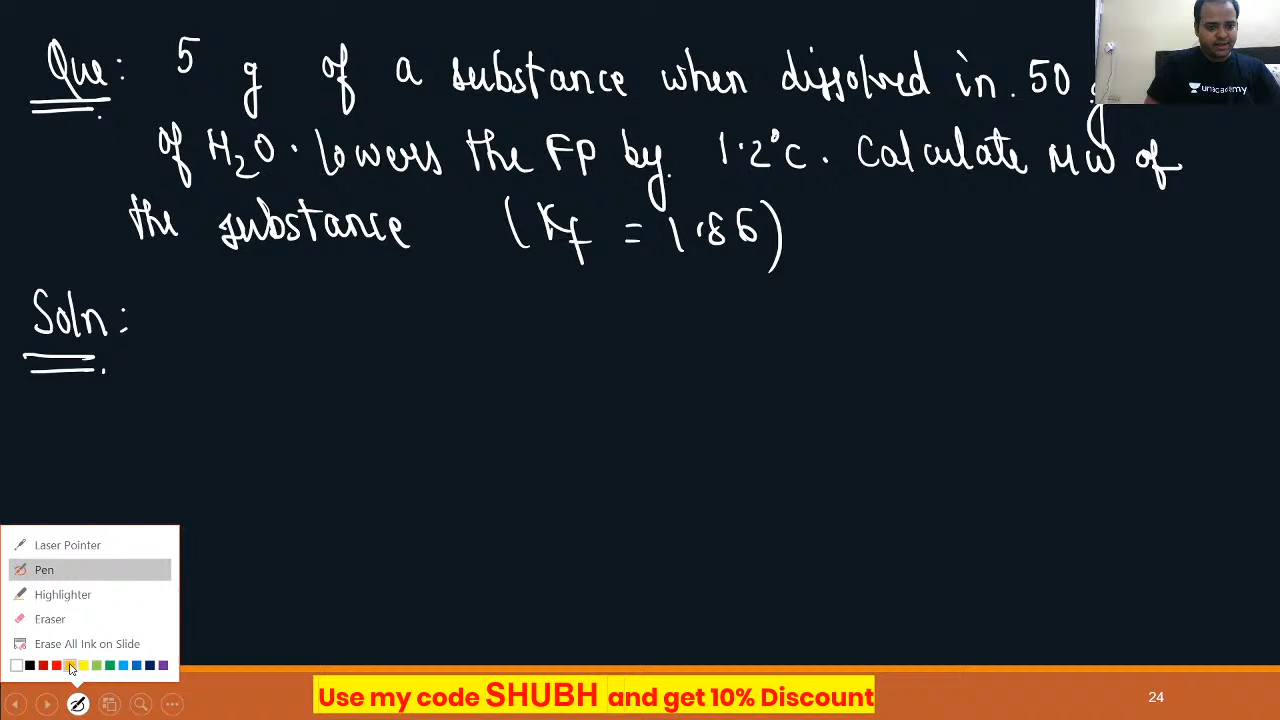 Que: 5 g of a substance when dissolved in 50 g
of H2O. lowers the FP by 1.2°C. Calculate MW of
the substance (Kf = 1.86)
Soln:
unacademy
Laser Pointer
Pen
Highlighter
Eraser
Erase All Ink on Slide
Use my code SHUBH and get 10% Discount
24